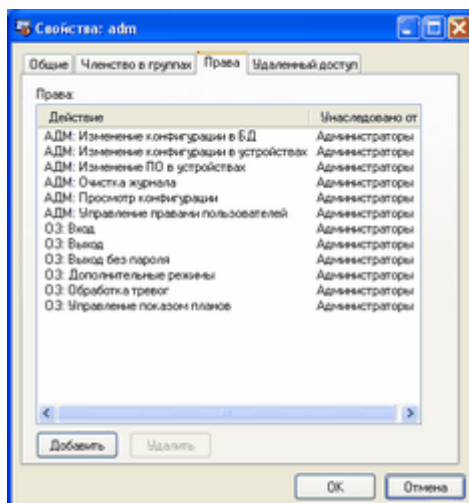 Свойства: adm
Общие Членство в группах Права Удаленный доступ
Права:
Действие Унаследовано от
АДМ: Изменение конфигурации в БД Администраторы
АДМ: Изменение конфигурации в устройствах Администраторы
АДМ: Изменение ПО в устройствах Администраторы
АДМ: Очистка журнала Администраторы
АДМ: Просмотр конфигурации Администраторы
АДМ: Управление правами пользователей Администраторы
ОЗ: Вход Администраторы
ОЗ: Выход Администраторы
ОЗ: Выход без пароля Администраторы
ОЗ: Дополнительные режимы Администраторы
ОЗ: Обработка тревог Администраторы
ОЗ: Управление показом планов Администраторы
Добавить Удалить
OK Отмена